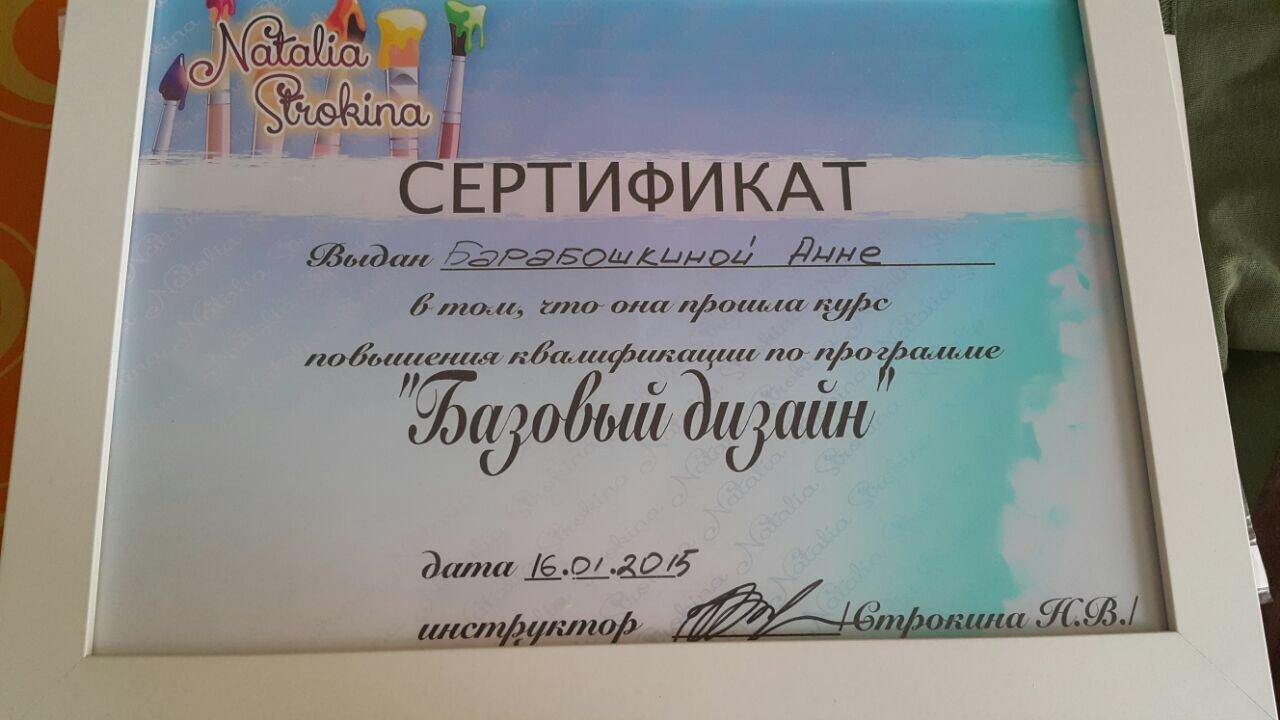 Natalia
Strokina
СЕРТИФИКАТ
Выдан Барабошкиной Анне
в том, что она прошла курс
повышения квалификации по программе
"Базовый дизайн"
дата 16.01.2015
инструктор /Строкина Н.В./